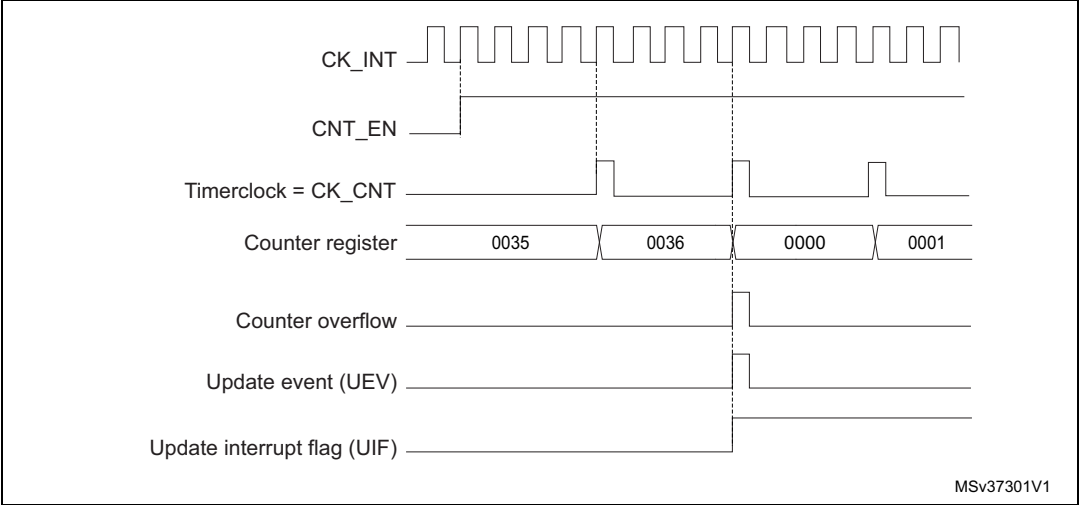 CK_INT
CNT_EN
Timerclock = CK_CNT
Counter register 0035 0036 0000 0001
Counter overflow
Update event (UEV)
Update interrupt flag (UIF)
MSv37301V1